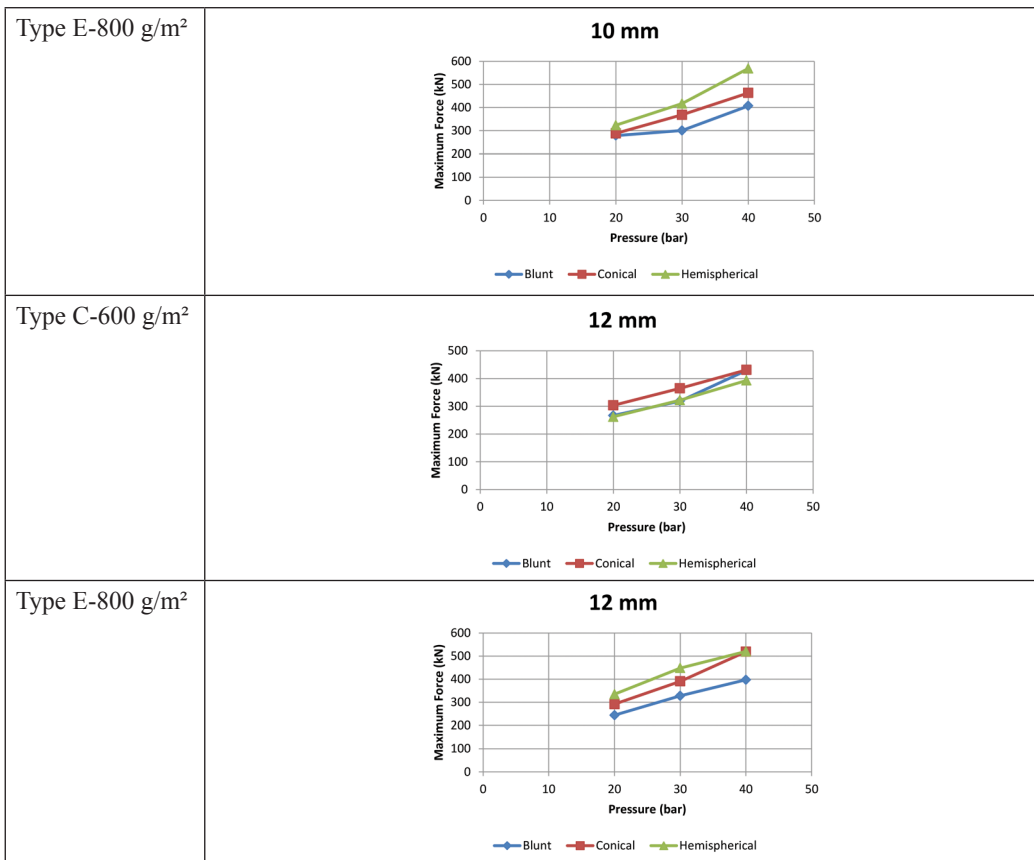 Type E-800 g/m²
10 mm
600
500
400
300
200
100
0
Maximum Force (kN)
0 10 20 30 40 50
Pressure (bar)
Blunt Conical Hemispherical
Type C-600 g/m²
12 mm
500
400
300
200
100
0
Maximum Force (kN)
0 10 20 30 40 50
Pressure (bar)
Blunt Conical Hemispherical
Type E-800 g/m²
12 mm
600
500
400
300
200
100
0
Maximum Force (kN)
0 10 20 30 40 50
Pressure (bar)
Blunt Conical Hemispherical